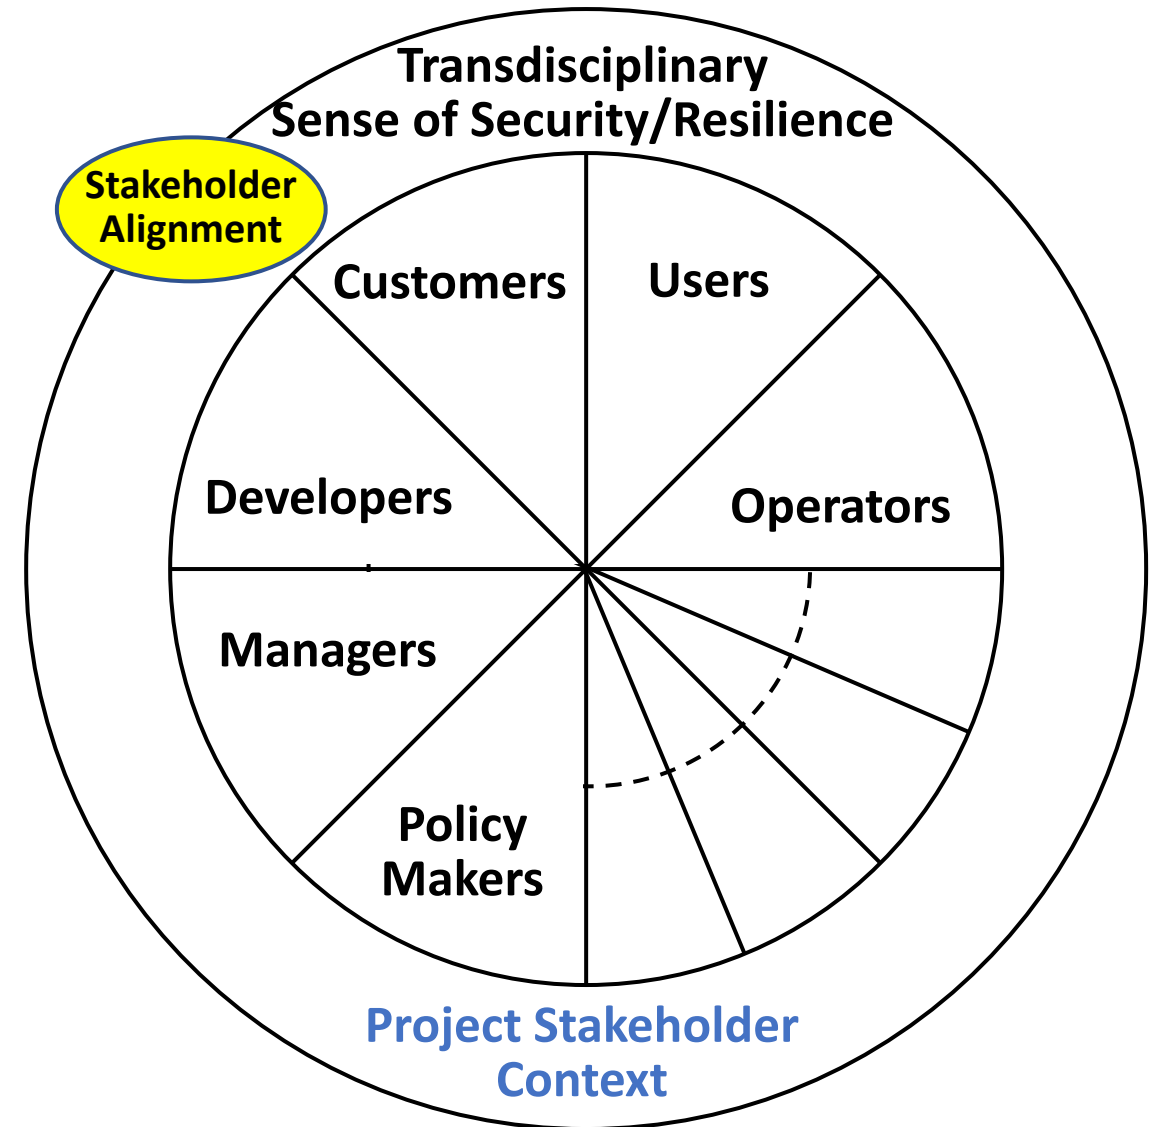 Transdisciplinary
Sense of Security/Resilience
Stakeholder
Alignment
Customers
Users
Developers
Operators
Managers
Policy
Makers
Project Stakeholder
Context